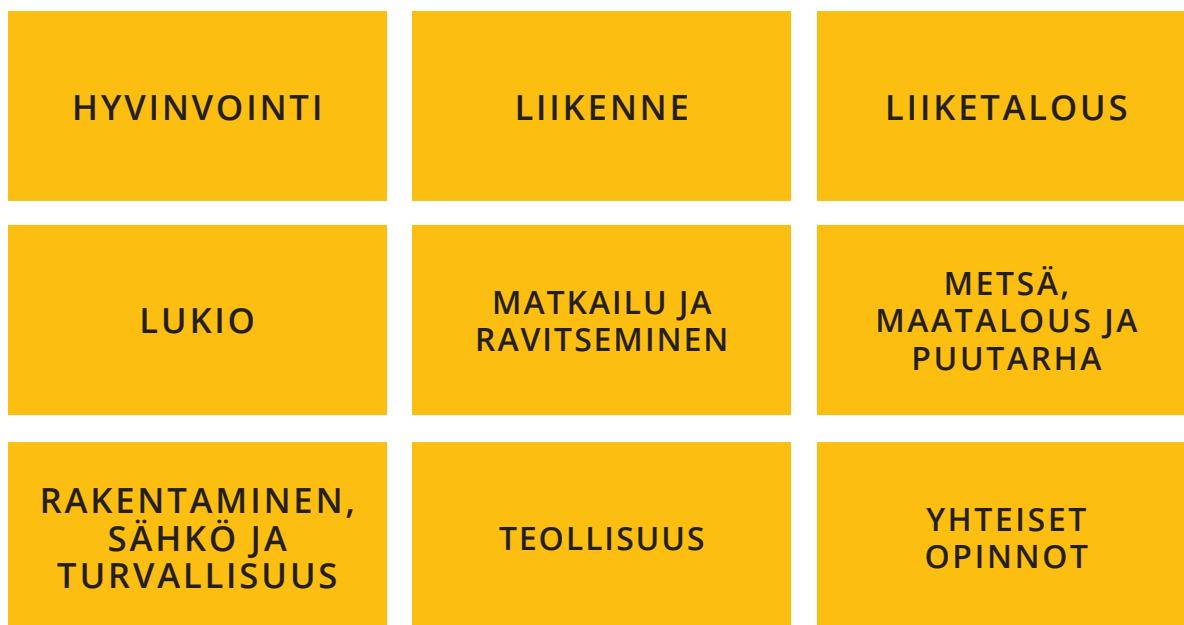 HYVINVOINTI
LIIKENNE
LIIKETALOUS
LUKIO
MATKAILU JA
RAVITSEMINEN
METSÄ,
MAATALOUS JA
PUUTARHA
RAKENTAMINEN,
SÄHKÖ JA
TURVALLISUUS
TEOLLISUUS
YHTEISET
OPINNOT